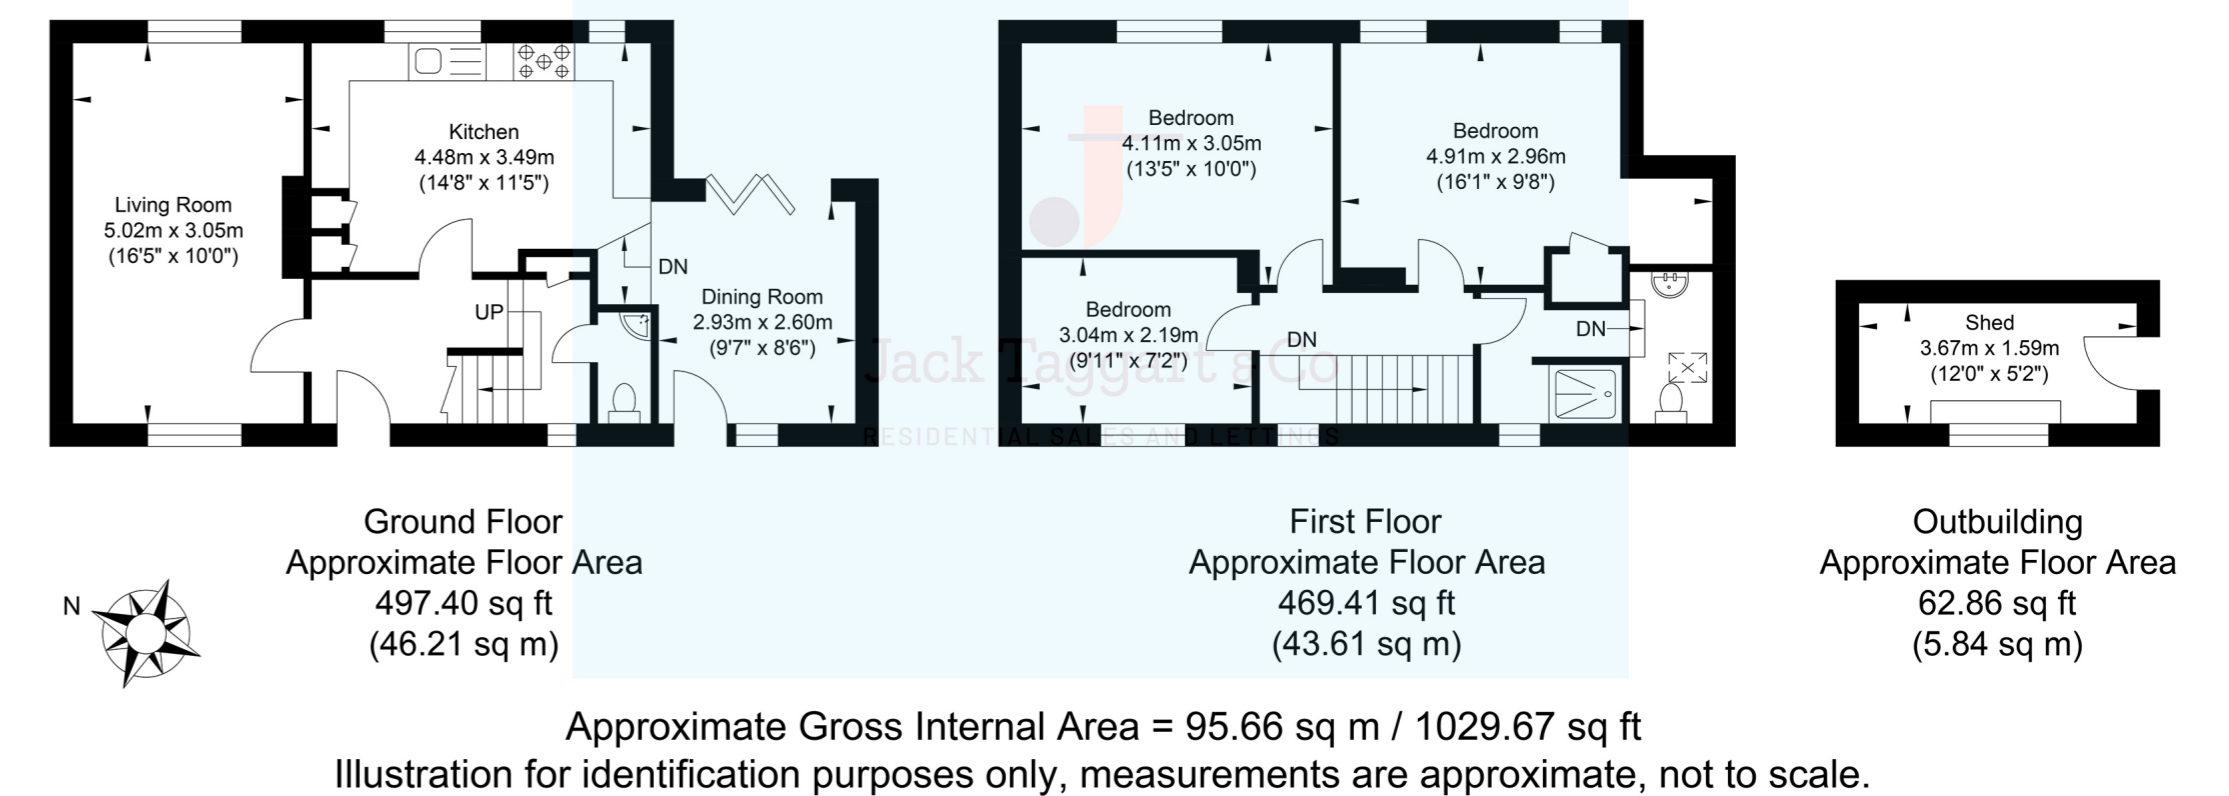 Living Room
5.02m x 3.05m
(16'5" x 10'0")
Kitchen
4.48m x 3.49m
(14'8" x 11'5")
UP
DN
Dining Room
2.93m x 2.60m
(9'7" x 8'6")
Bedroom
4.11m x 3.05m
(13'5" x 10'0")
Bedroom
4.91m x 2.96m
(16'1" x 9'8")
Bedroom
3.04m x 2.19m
(9'11" x 7'2")
DN
DN
Shed
3.67m x 1.59m
(12'0" x 5'2")
Jack Taggart & Co
RESIDENTIAL SALES AND LETTINGS
Ground Floor
Approximate Floor Area
497.40 sq ft
(46.21 sq m)
First Floor
Approximate Floor Area
469.41 sq ft
(43.61 sq m)
Outbuilding
Approximate Floor Area
62.86 sq ft
(5.84 sq m)
N
Approximate Gross Internal Area = 95.66 sq m / 1029.67 sq ft
Illustration for identification purposes only, measurements are approximate, not to scale.